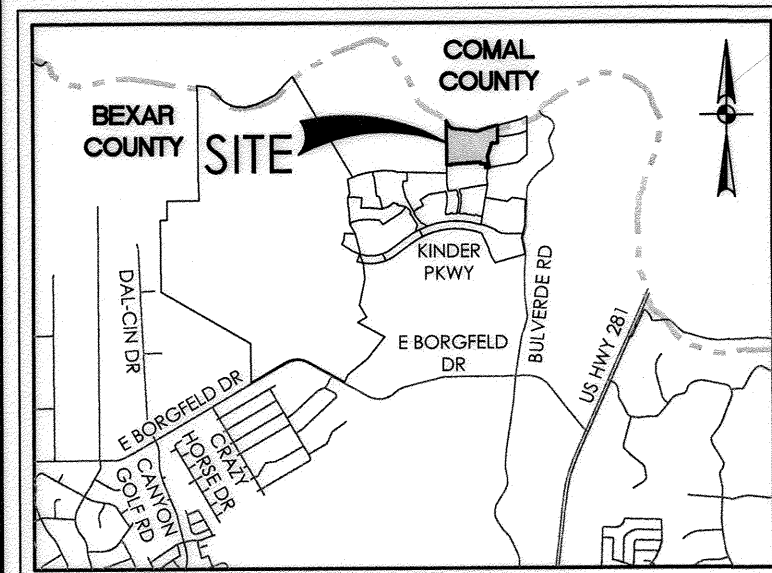 COMAL
COUNTY
BEXAR
COUNTY
SITE
KINDER
PKWY
DAL-CIN DR
BULVERDE RD
E BORGFELD
DR
US HWY 281
E BORGFELD DR
CRAZY
HORSE DR
CANYON
GOLF RD